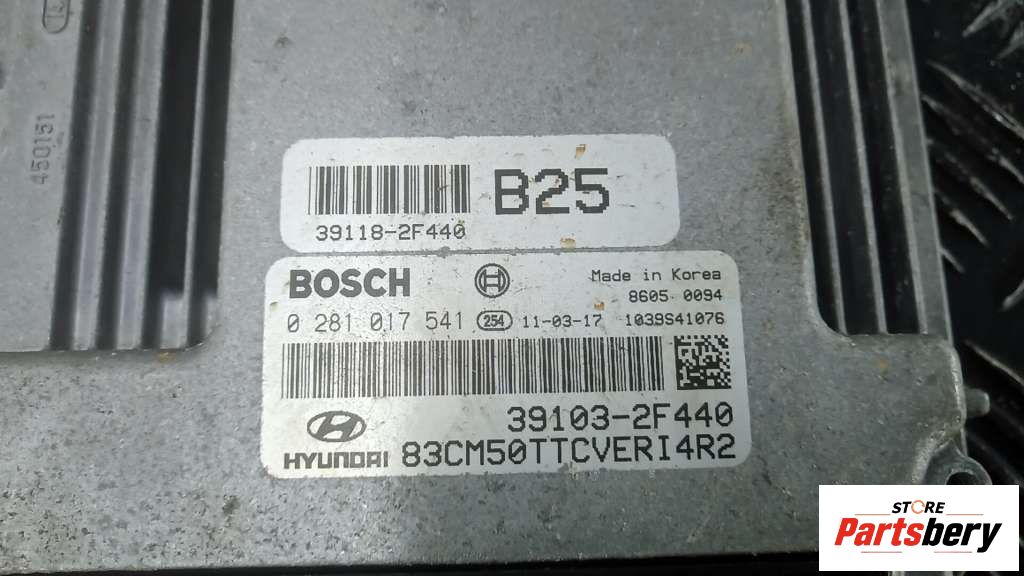 450151
B25
39118-2F440
BOSCH Made in Korea
8605 0094
0 281 017 541 254 11-03-17 1039S41076
39103-2F440
HYUNDAI 83CM50TTCVERI4R2
STORE
Partsbery